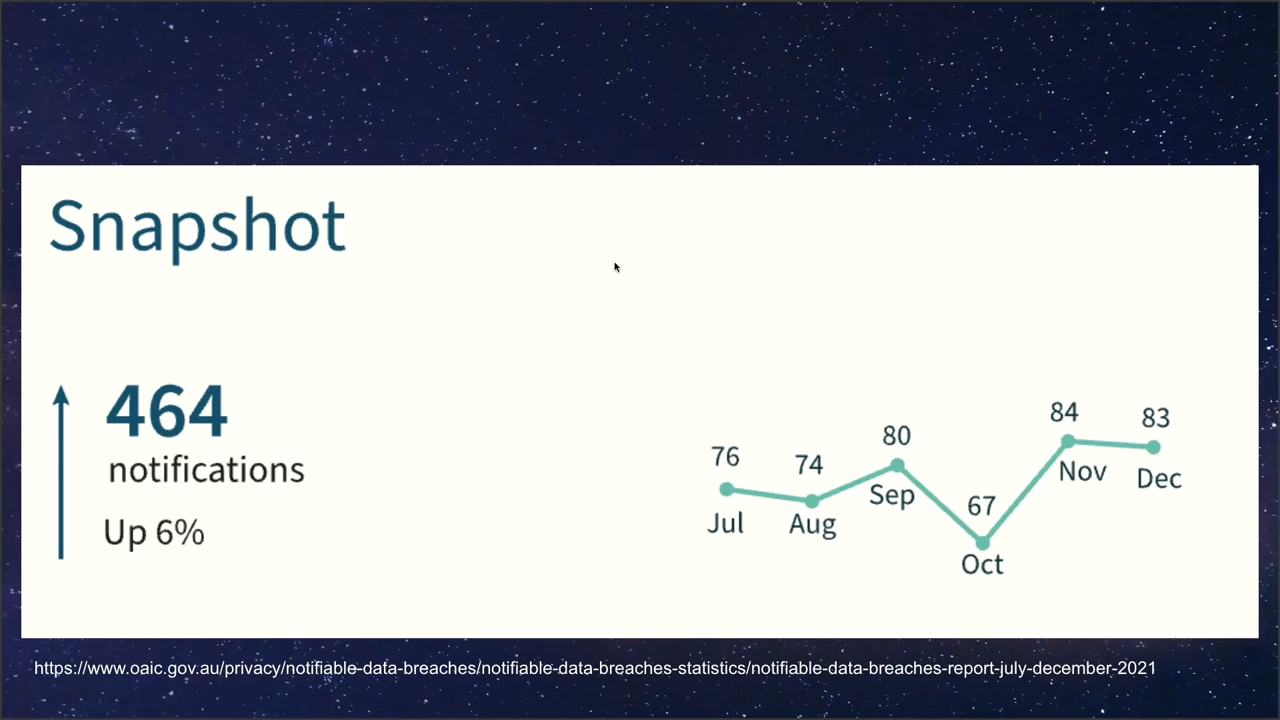 Snapshot
464
notifications
Up 6%
76
74
80
67
84
83
Jul
Aug
Sep
Oct
Nov
Dec
https://www.oaic.gov.au/privacy/notifiable-data-breaches/notifiable-data-breaches-statistics/notifiable-data-breaches-report-july-december-2021